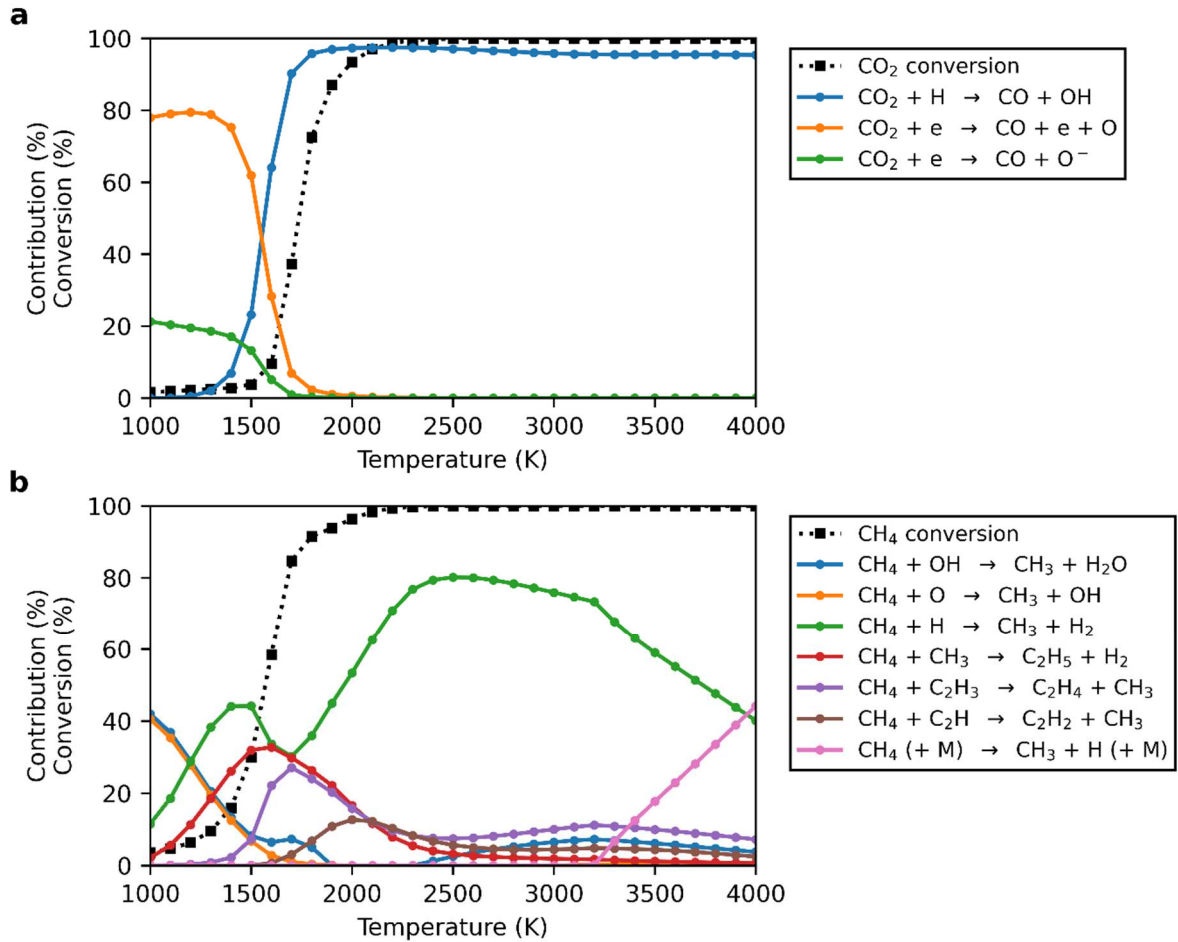 a
Contribution (%)
Conversion (%)
100
80
60
40
20
0
1000
1500
2000
2500
3000
3500
4000
Temperature (K)
CO₂ conversion
CO₂ + H → CO + OH
CO₂ + e → CO + e + O
CO₂ + e → CO + O⁻
b
Contribution (%)
Conversion (%)
100
80
60
40
20
0
1000
1500
2000
2500
3000
3500
4000
Temperature (K)
CH₄ conversion
CH₄ + OH → CH₃ + H₂O
CH₄ + O → CH₃ + OH
CH₄ + H → CH₃ + H₂
CH₄ + CH₃ → C₂H₅ + H₂
CH₄ + C₂H₃ → C₂H₄ + CH₃
CH₄ + C₂H → C₂H₂ + CH₃
CH₄ (+ M) → CH₃ + H (+ M)